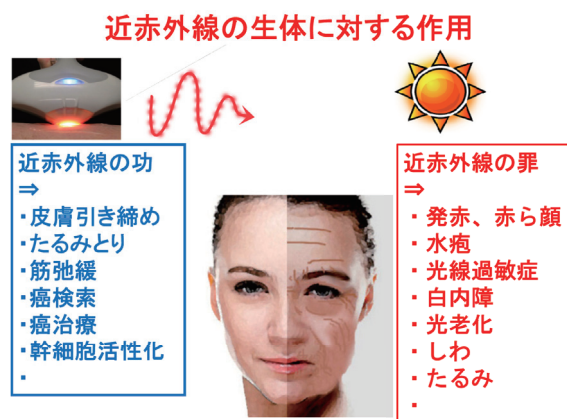 近赤外線の生体に対する作用
近赤外線の功
⇒
・皮膚引き締め
・たるみとり
・筋弛緩
・癌検索
・癌治療
・幹細胞活性化
・
近赤外線の罪
⇒
・発赤、赤ら顔
・水疱
・光線過敏症
・白内障
・光老化
・しわ
・たるみ
・